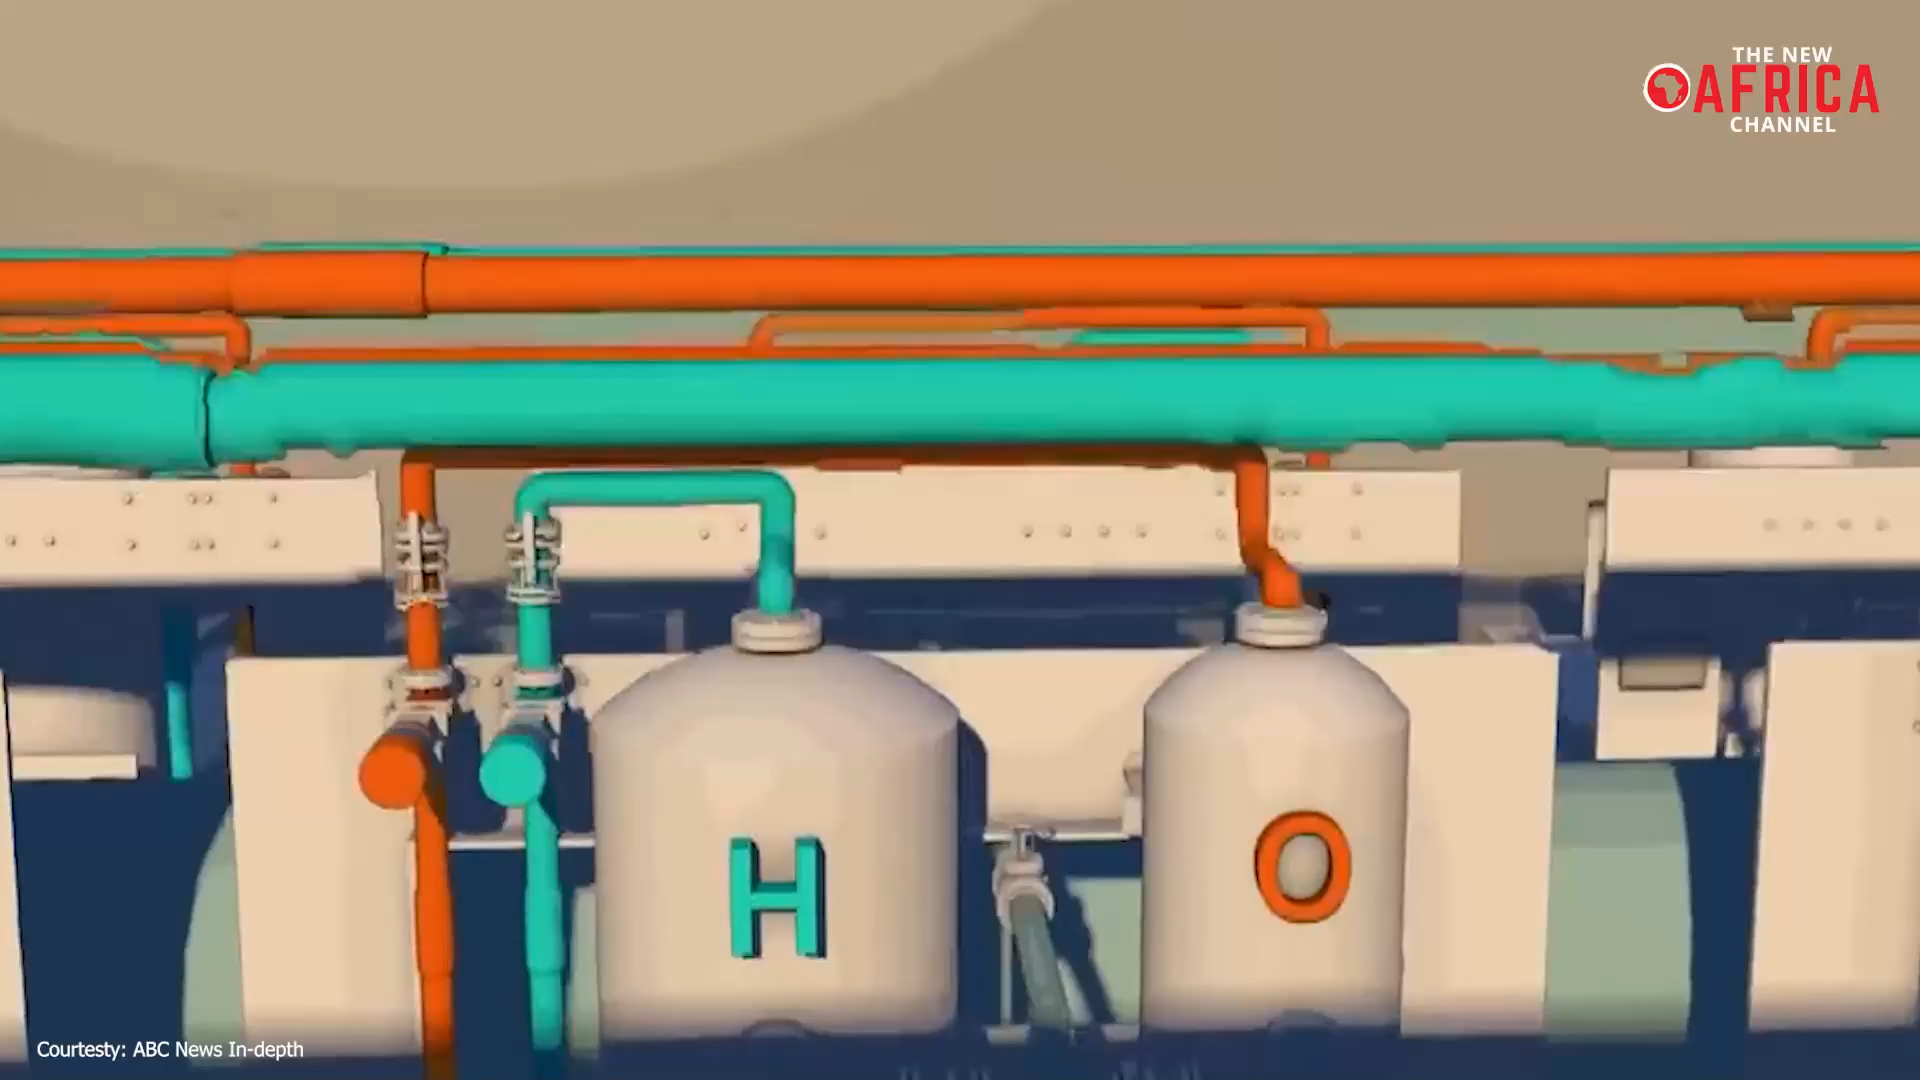 THE NEW
AFRICA
CHANNEL
H
O
Courtesty: ABC News In-depth